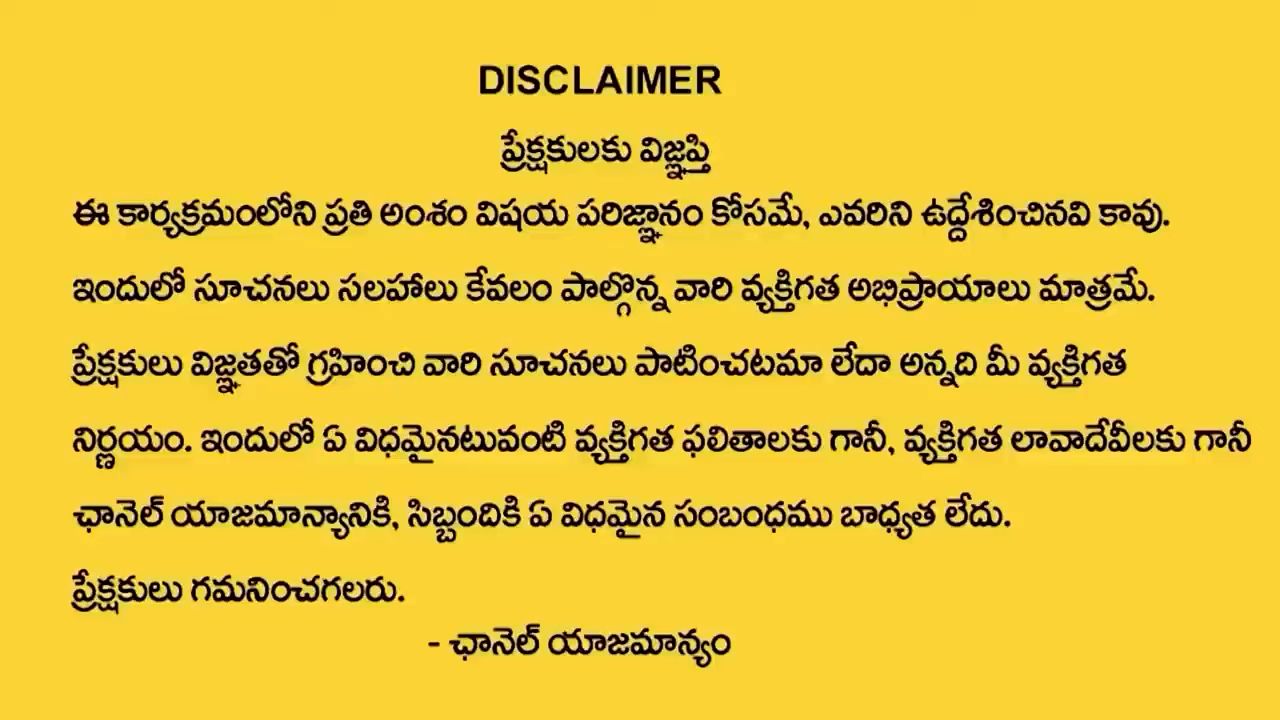 DISCLAIMER
ప్రేక్షకులకు విజ్ఞప్తి
ఈ కార్యక్రమంలోని ప్రతి అంశం విషయ పరిజ్ఞానం కోసమే, ఎవరిని ఉద్దేశించినవి కావు.
ఇందులో సూచనలు సలహాలు కేవలం పాల్గొన్న వారి వ్యక్తిగత అభిప్రాయాలు మాత్రమే.
ప్రేక్షకులు విజ్ఞతతో గ్రహించి వారి సూచనలు పాటించటమా లేదా అన్నది మీ వ్యక్తిగత
నిర్ణయం. ఇందులో ఏ విధమైనటువంటి వ్యక్తిగత ఫలితాలకు గానీ, వ్యక్తిగత లావాదేవీలకు గానీ
ఛానెల్ యాజమాన్యానికి, సిబ్బందికి ఏ విధమైన సంబంధము బాధ్యత లేదు.
ప్రేక్షకులు గమనించగలరు.
- ఛానెల్ యాజమాన్యం